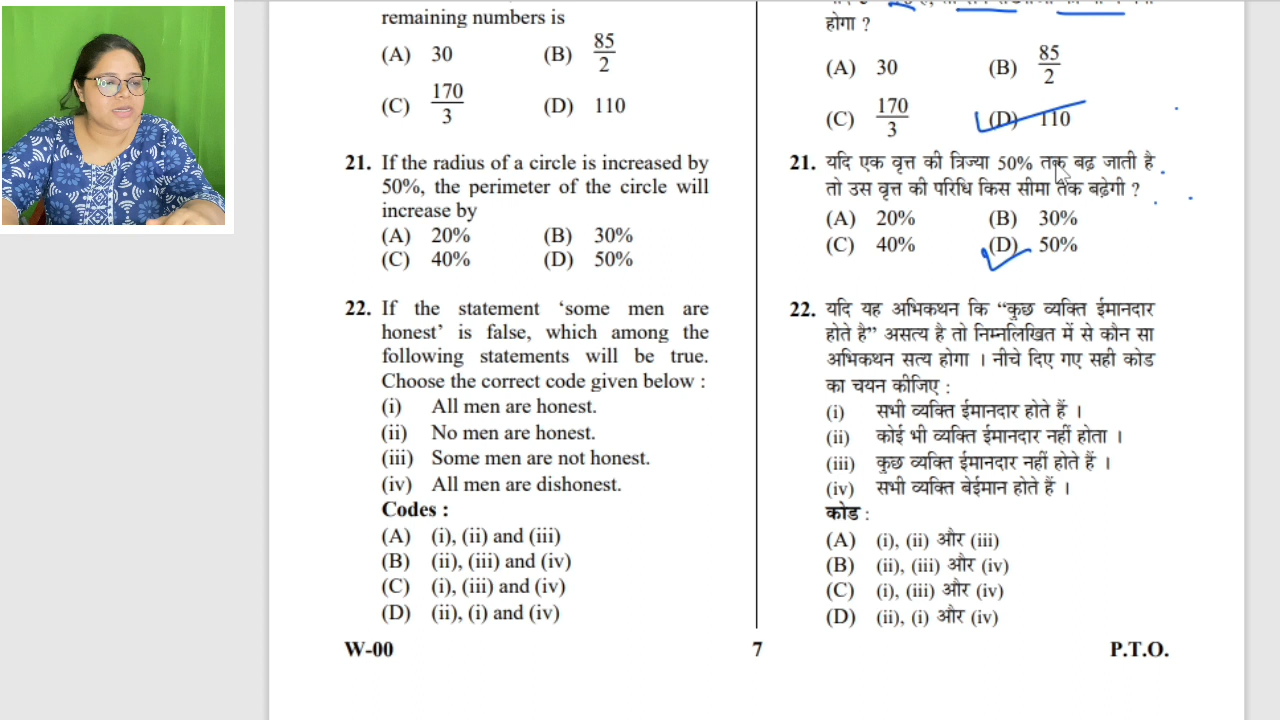 remaining numbers is
(A) 30 (B) 85/2
(C) 170/3 (D) 110
21. If the radius of a circle is increased by
50%, the perimeter of the circle will
increase by
(A) 20% (B) 30%
(C) 40% (D) 50%
22. If the statement ‘some men are
honest’ is false, which among the
following statements will be true.
Choose the correct code given below :
(i) All men are honest.
(ii) No men are honest.
(iii) Some men are not honest.
(iv) All men are dishonest.
Codes :
(A) (i), (ii) and (iii)
(B) (ii), (iii) and (iv)
(C) (i), (iii) and (iv)
(D) (ii), (i) and (iv)
होगा ?
(A) 30 (B) 85/2
(C) 170/3 (D) 110
21. यदि एक वृत्त की त्रिज्या 50% तक बढ़ जाती है
तो उस वृत्त की परिधि किस सीमा तक बढ़ेगी ?
(A) 20% (B) 30%
(C) 40% (D) 50%
22. यदि यह अभिकथन कि “कुछ व्यक्ति ईमानदार
होते है” असत्य है तो निम्नलिखित में से कौन सा
अभिकथन सत्य होगा । नीचे दिए गए सही कोड
का चयन कीजिए :
(i) सभी व्यक्ति ईमानदार होते हैं ।
(ii) कोई भी व्यक्ति ईमानदार नहीं होता ।
(iii) कुछ व्यक्ति ईमानदार नहीं होते हैं ।
(iv) सभी व्यक्ति बेईमान होते हैं ।
कोड :
(A) (i), (ii) और (iii)
(B) (ii), (iii) और (iv)
(C) (i), (iii) और (iv)
(D) (ii), (i) और (iv)
W-00 7 P.T.O.